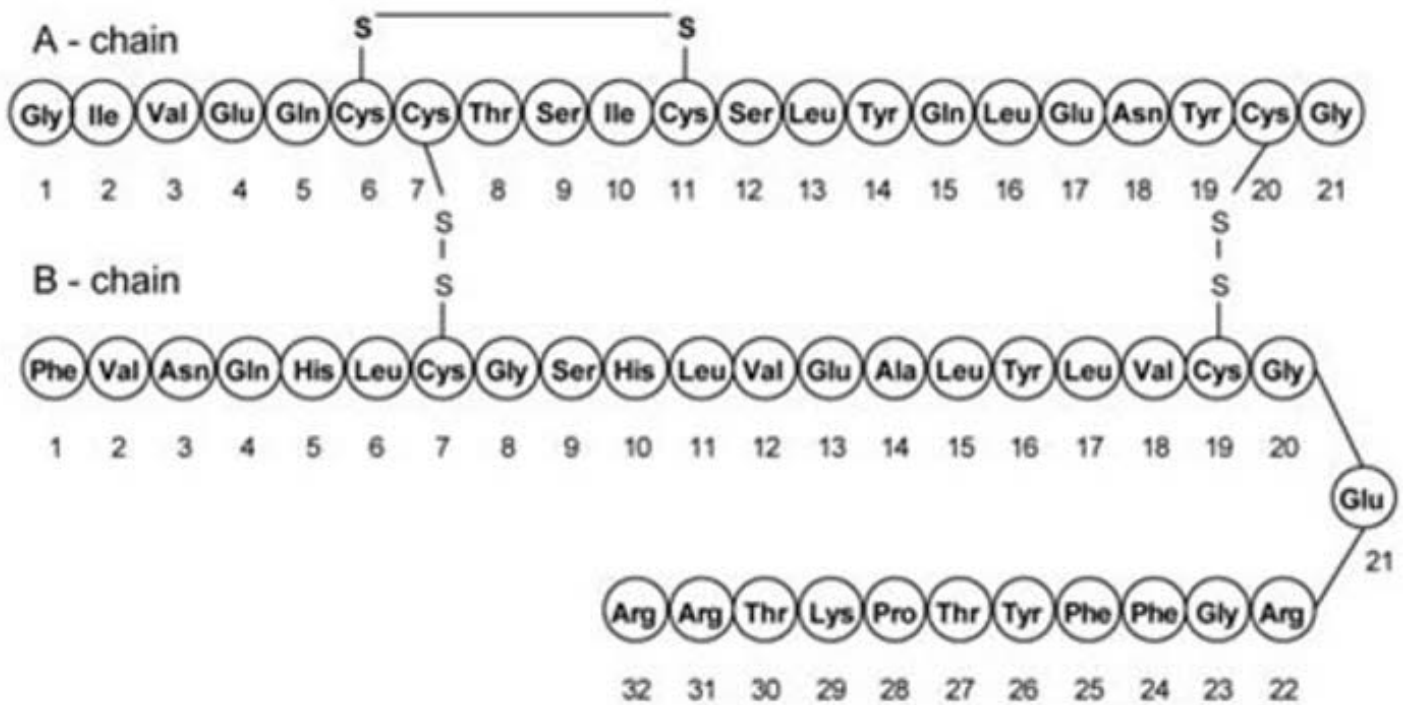 S S
A - chain
Gly Ile Val Glu Gln Cys Cys Thr Ser Ile Cys Ser Leu Tyr Gln Leu Glu Asn Tyr Cys Gly
1 2 3 4 5 6 7 8 9 10 11 12 13 14 15 16 17 18 19 20 21
S S
B - chain
S S
Phe Val Asn Gln His Leu Cys Gly Ser His Leu Val Glu Ala Leu Tyr Leu Val Cys Gly
1 2 3 4 5 6 7 8 9 10 11 12 13 14 15 16 17 18 19 20
Glu
21
Arg Arg Thr Lys Pro Thr Tyr Phe Phe Gly Arg
32 31 30 29 28 27 26 25 24 23 22